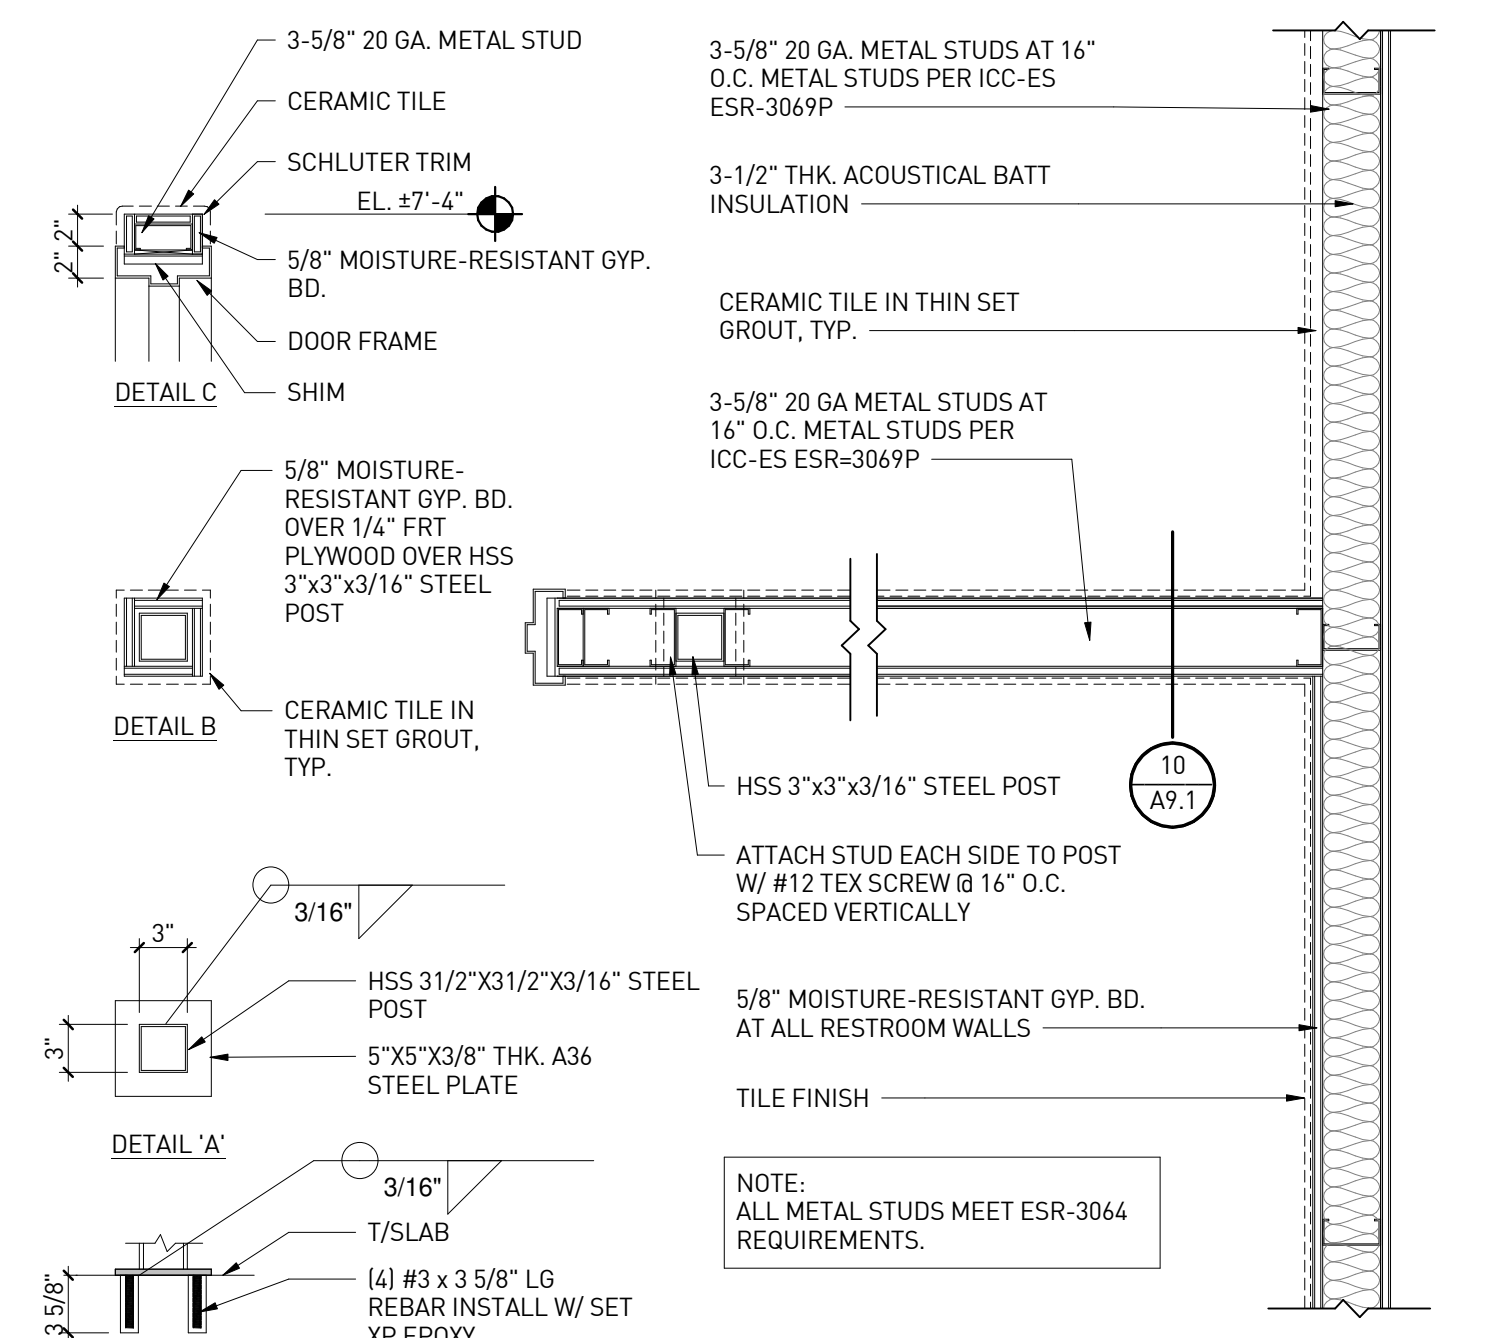 3-5/8" 20 GA. METAL STUD
CERAMIC TILE
SCHLUTER TRIM
EL. ±7'-4"
2"
2"
5/8" MOISTURE-RESISTANT GYP.
BD.
DOOR FRAME
SHIM
DETAIL C
5/8" MOISTURE-
RESISTANT GYP. BD.
OVER 1/4" FRT
PLYWOOD OVER HSS
3"x3"x3/16" STEEL
POST
CERAMIC TILE IN
THIN SET GROUT,
TYP.
DETAIL B
3/16"
3"
3"
HSS 31/2"X31/2"X3/16" STEEL
POST
5"X5"X3/8" THK. A36
STEEL PLATE
DETAIL 'A'
3/16"
T/SLAB
3 5/8"
(4) #3 x 3 5/8" LG
REBAR INSTALL W/ SET
XP EPOXY
3-5/8" 20 GA. METAL STUDS AT 16"
O.C. METAL STUDS PER ICC-ES
ESR-3069P
3-1/2" THK. ACOUSTICAL BATT
INSULATION
CERAMIC TILE IN THIN SET
GROUT, TYP.
3-5/8" 20 GA METAL STUDS AT
16" O.C. METAL STUDS PER
ICC-ES ESR=3069P
10
A9.1
HSS 3"x3"x3/16" STEEL POST
ATTACH STUD EACH SIDE TO POST
W/ #12 TEX SCREW @ 16" O.C.
SPACED VERTICALLY
5/8" MOISTURE-RESISTANT GYP. BD.
AT ALL RESTROOM WALLS
TILE FINISH
NOTE:
ALL METAL STUDS MEET ESR-3064
REQUIREMENTS.